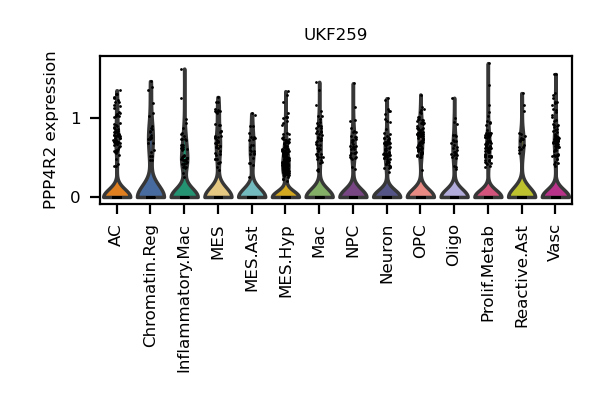 UKF259
PPP4R2 expression
1
0
AC
Chromatin.Reg
Inflammatory.Mac
MES
MES.Ast
MES.Hyp
Mac
NPC
Neuron
OPC
Oligo
Prolif.Metab
Reactive.Ast
Vasc